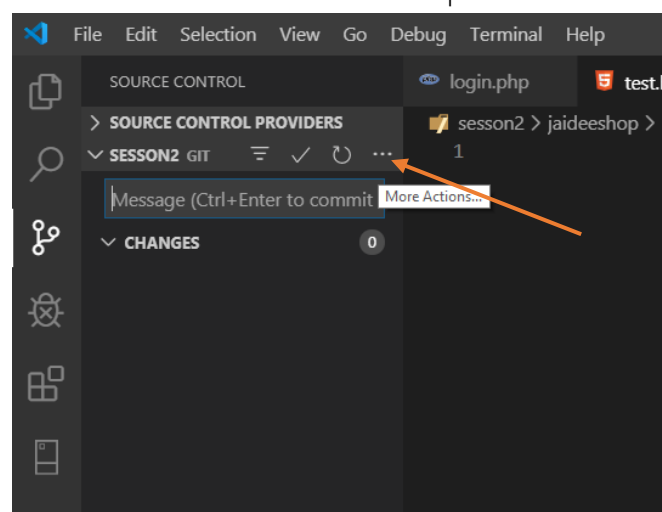 File Edit Selection View Go Debug Terminal Help
SOURCE CONTROL
login.php
test.
SOURCE CONTROL PROVIDERS
sesson2 > jaideeshop >
SESSON2 GIT
1
Message (Ctrl+Enter to commit
More Actions...
CHANGES
0